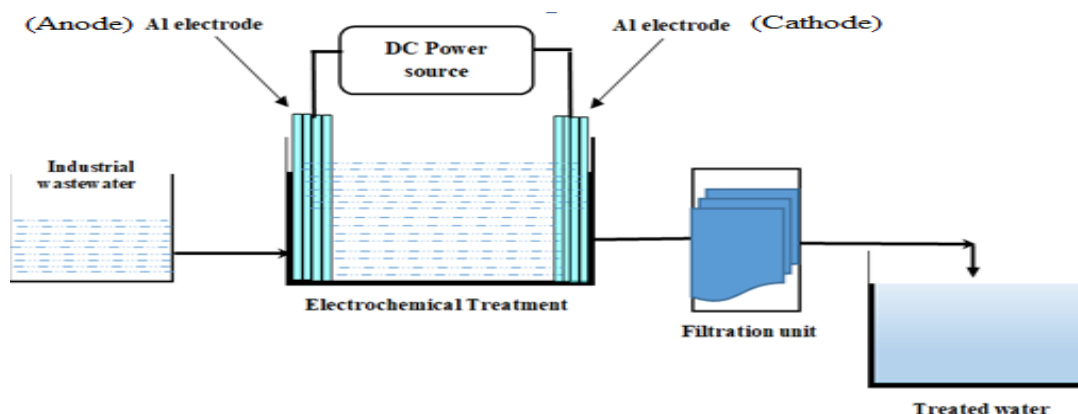 (Anode) Al electrode
Al electrode (Cathode)
DC Power
source
Industrial
wastewater
Electrochemical Treatment
Filtration unit
Treated water